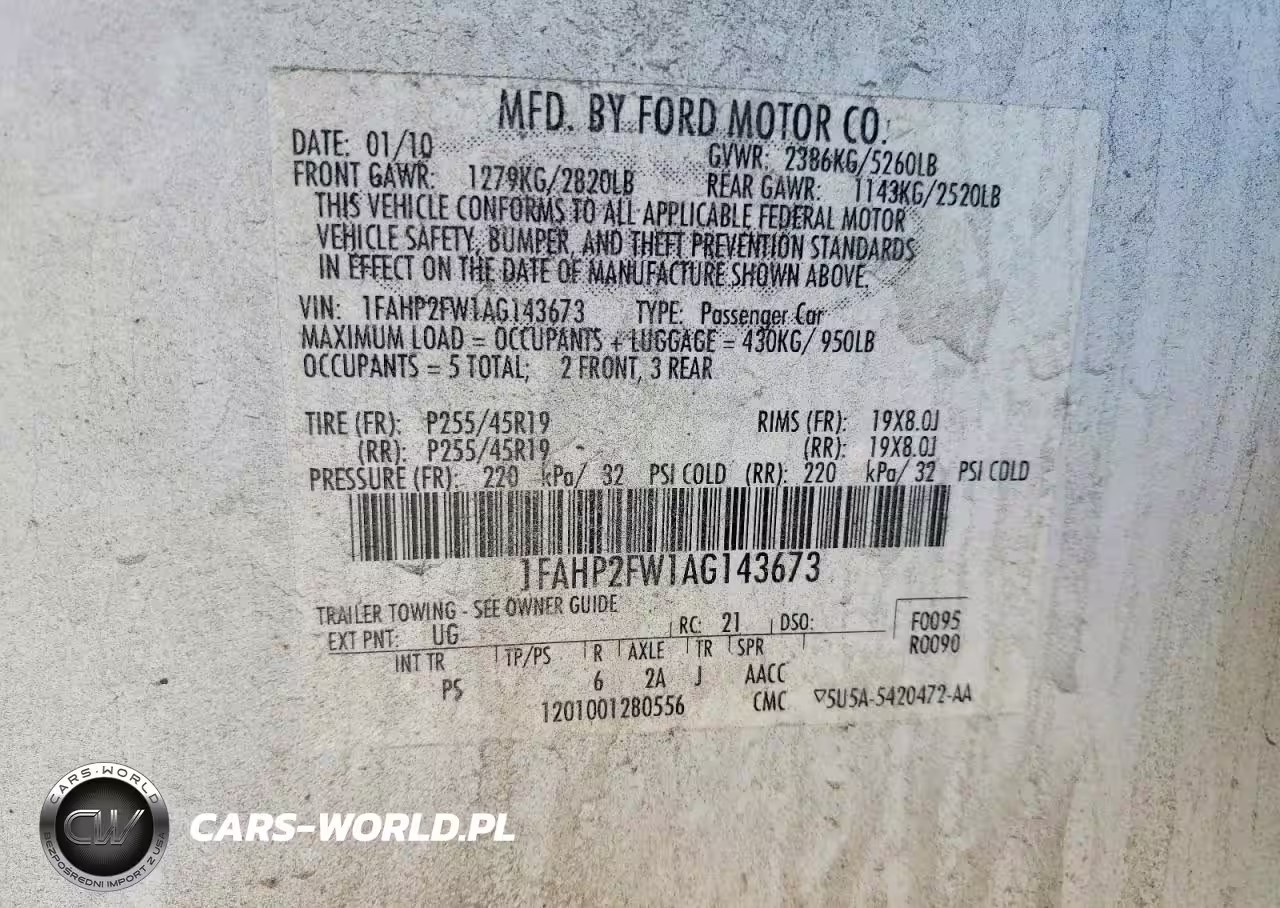 MFD. BY FORD MOTOR CO.
DATE: 01/10 GVWR: 2386KG/5260LB
FRONT GAWR: 1279KG/2820LB REAR GAWR: 1143KG/2520LB
THIS VEHICLE CONFORMS TO ALL APPLICABLE FEDERAL MOTOR
VEHICLE SAFETY, BUMPER, AND THEFT PREVENTION STANDARDS
IN EFFECT ON THE DATE OF MANUFACTURE SHOWN ABOVE.
VIN: 1FAHP2FW1AG143673 TYPE: Passenger Car
MAXIMUM LOAD = OCCUPANTS + LUGGAGE = 430KG/ 950LB
OCCUPANTS = 5 TOTAL; 2 FRONT, 3 REAR
TIRE (FR): P255/45R19 RIMS (FR): 19X8.0J
(RR): P255/45R19 (RR): 19X8.0J
PRESSURE (FR): 220 kPa/ 32 PSI COLD (RR): 220 kPa/ 32 PSI COLD
1FAHP2FW1AG143673
TRAILER TOWING - SEE OWNER GUIDE
EXT PNT: UG RC: 21 DSO: F0095
R0090
INT TR TP/PS R AXLE TR SPR
PS 6 2A J AACC
1201001280556 CMC ▽5U5A-5420472-AA
CARS-WORLD
CW
BEZPOŚREDNI IMPORT Z USA
CARS-WORLD.PL